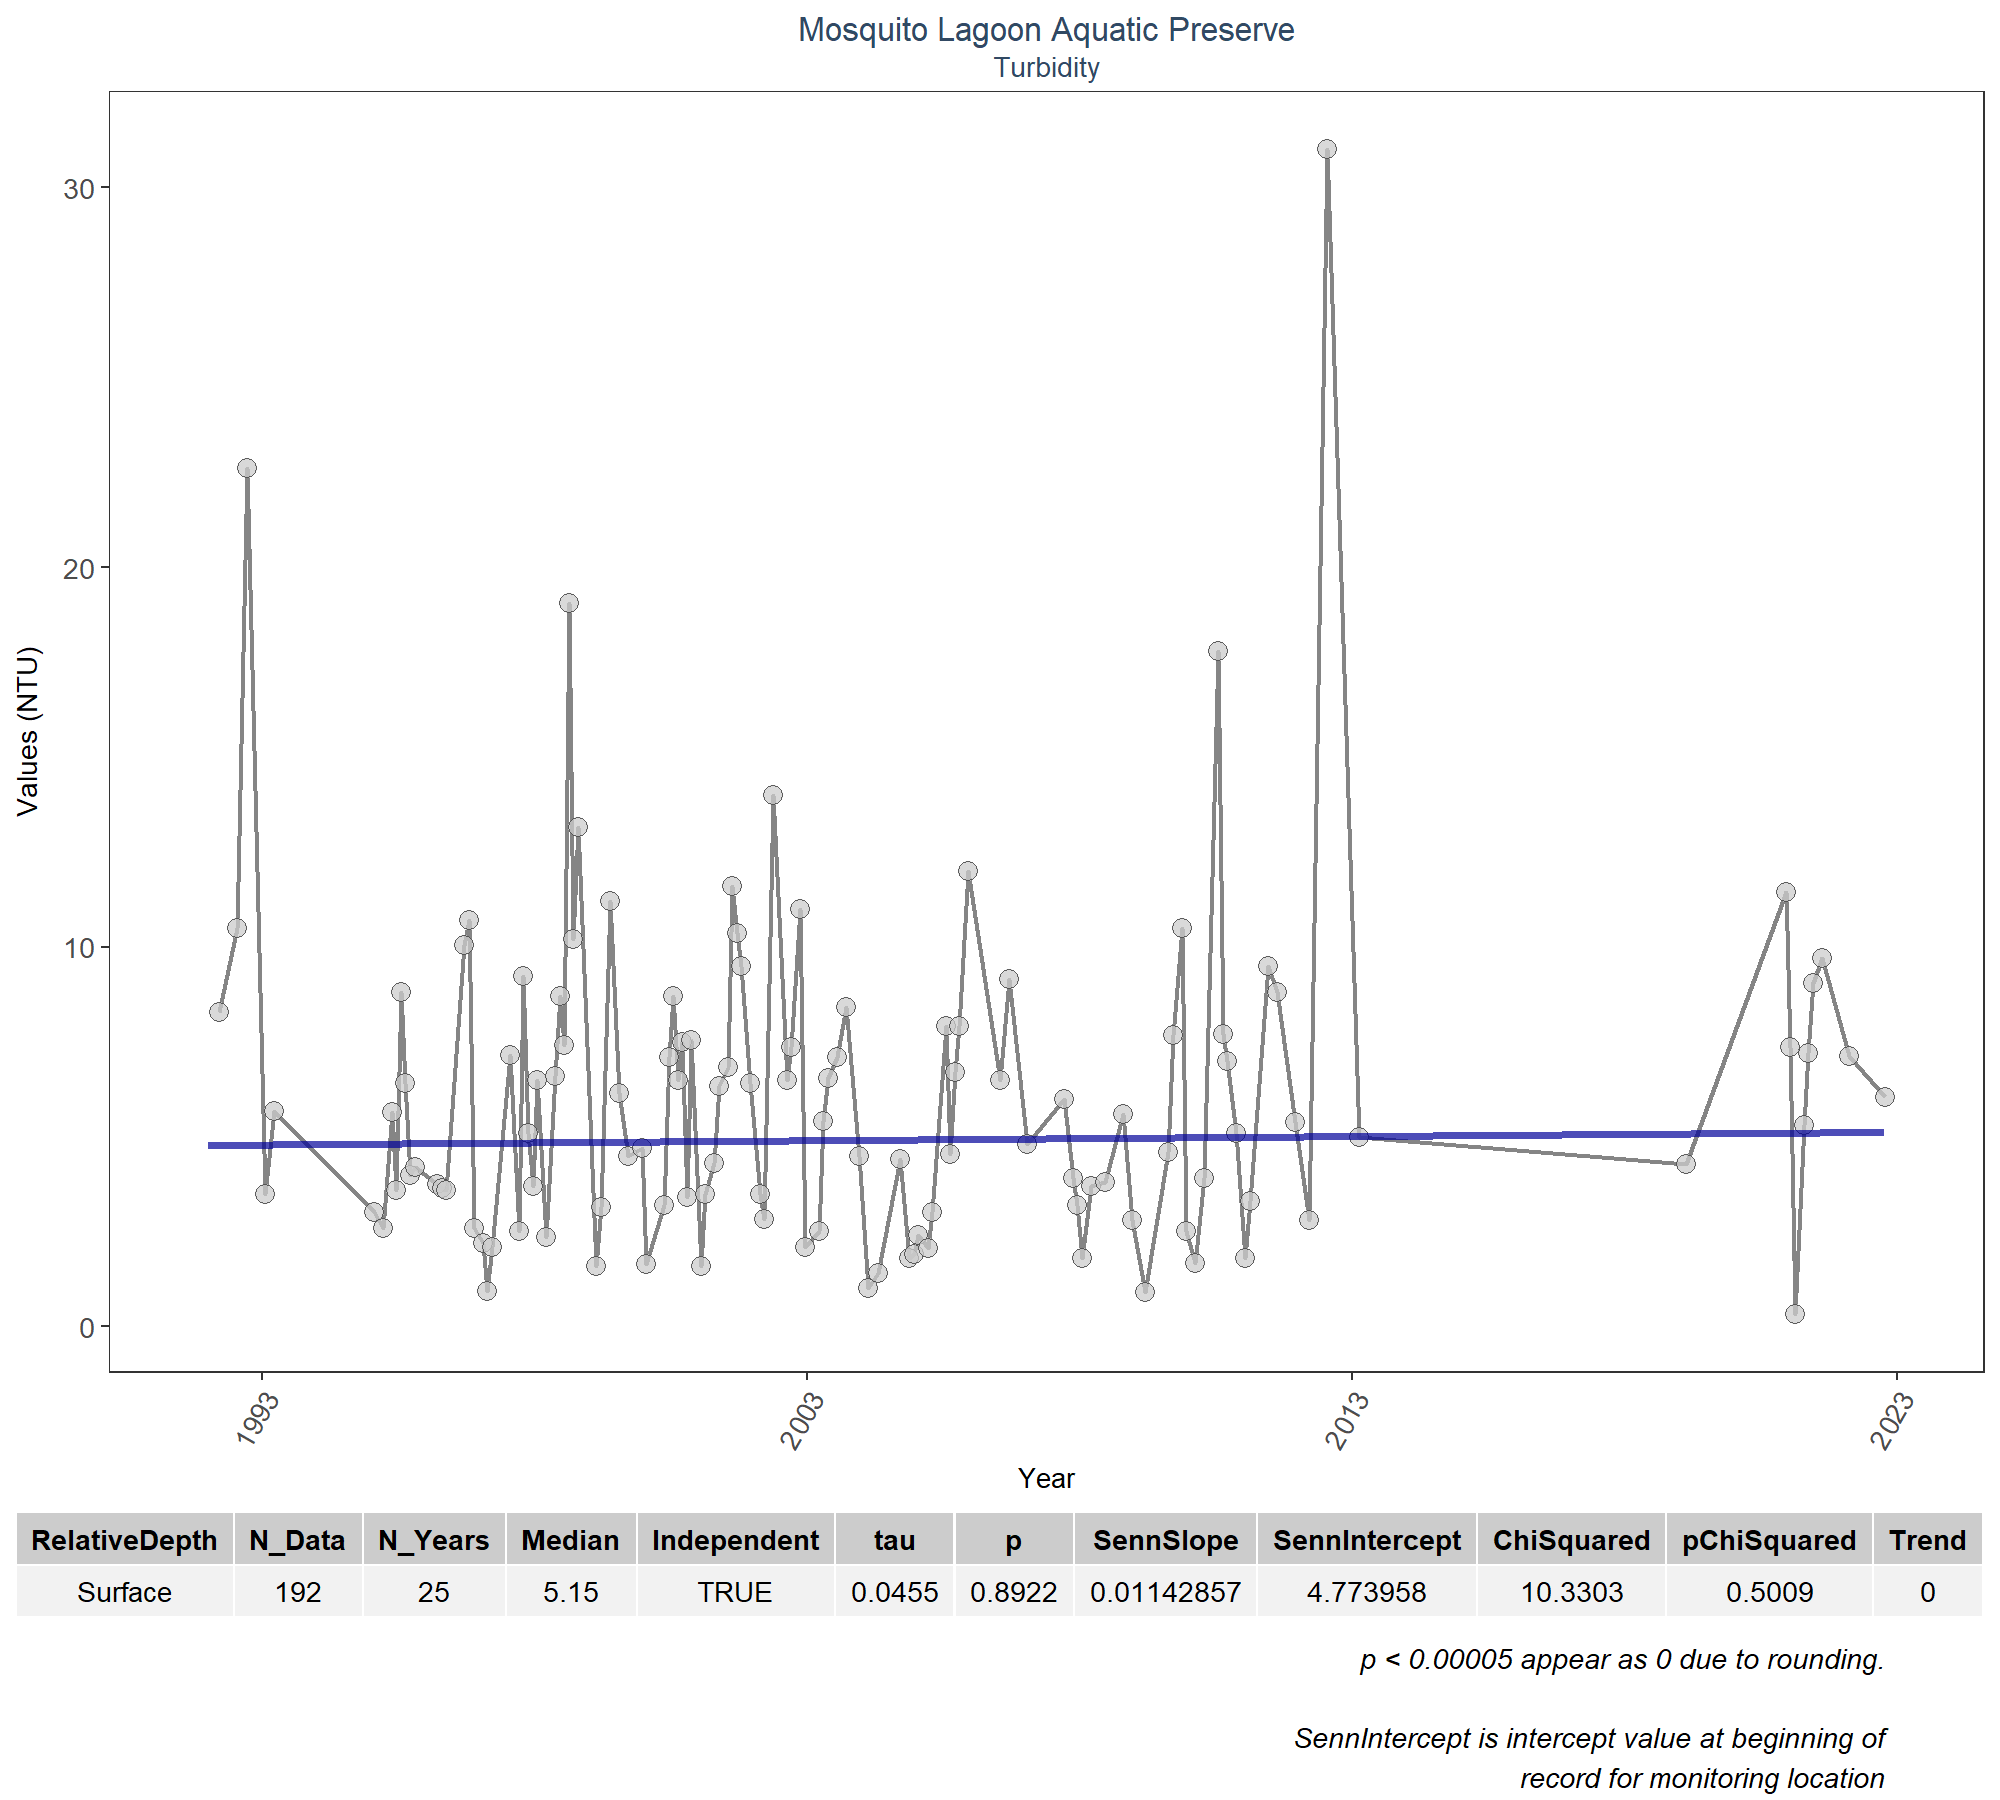 Mosquito Lagoon Aquatic Preserve
Turbidity
Values (NTU)
30
20
10
0
1993
2003
2013
2023
Year
RelativeDepth N_Data N_Years Median Independent tau p SennSlope SennIntercept ChiSquared pChiSquared Trend
Surface 192 25 5.15 TRUE 0.0455 0.8922 0.01142857 4.773958 10.3303 0.5009 0
p < 0.00005 appear as 0 due to rounding.
SennIntercept is intercept value at beginning of
record for monitoring location